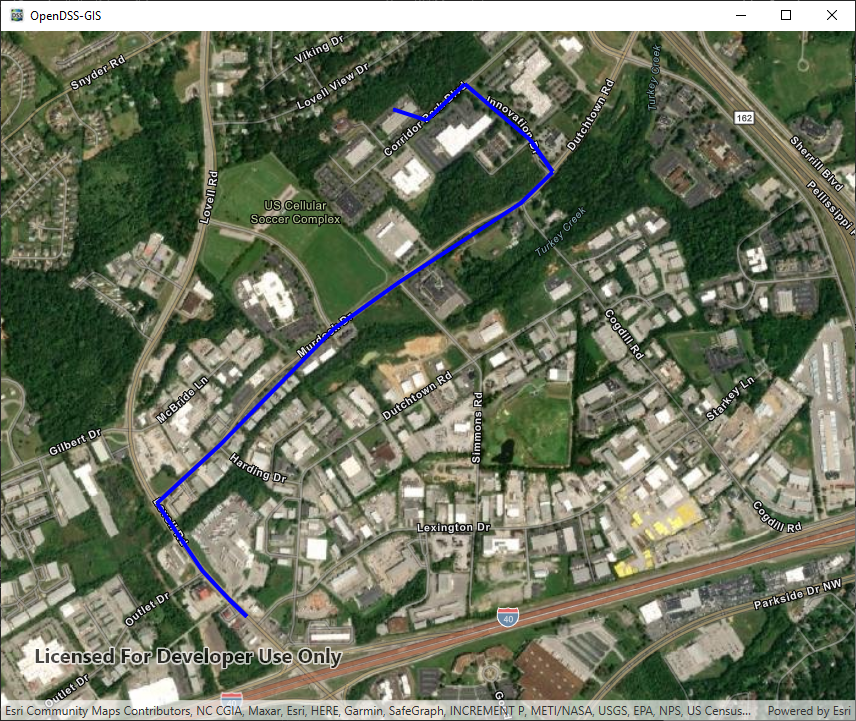 OpenDSS-GIS
Snyder Rd
Viking Dr
Lovell View Dr
Turkey Creek
Corridor Park Blvd
Innovation Dr
Dutchtown Rd
162
Sherrill Blvd
Pellissippi P
Lovell Rd
US Cellular
Soccer Complex
Turkey Creek
Murdock Dr
Cogdill Rd
McBride Ln
Dutchtown Rd
Starkey Ln
Simmons Rd
Gilbert Dr
Harding Dr
Lovell Rd
Lexington Dr
Cogdill Rd
Outlet Dr
Parkside Dr NW
40
Licensed For Developer Use Only
Outlet Dr
Esri Community Maps Contributors, NC CGIA, Maxar, Esri, HERE, Garmin, SafeGraph, INCREMENT P, METI/NASA, USGS, EPA, NPS, US Census...
Powered by Esri